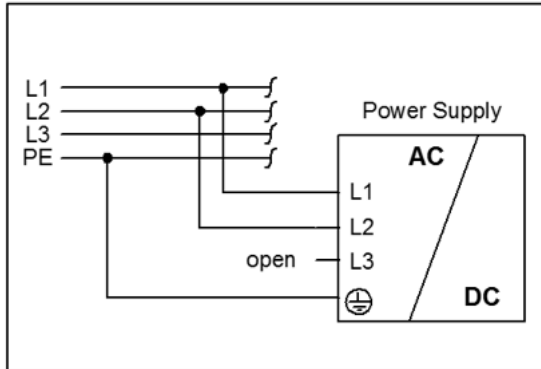 L1
L2
L3
PE
Power Supply
AC
L1
L2
open L3
DC